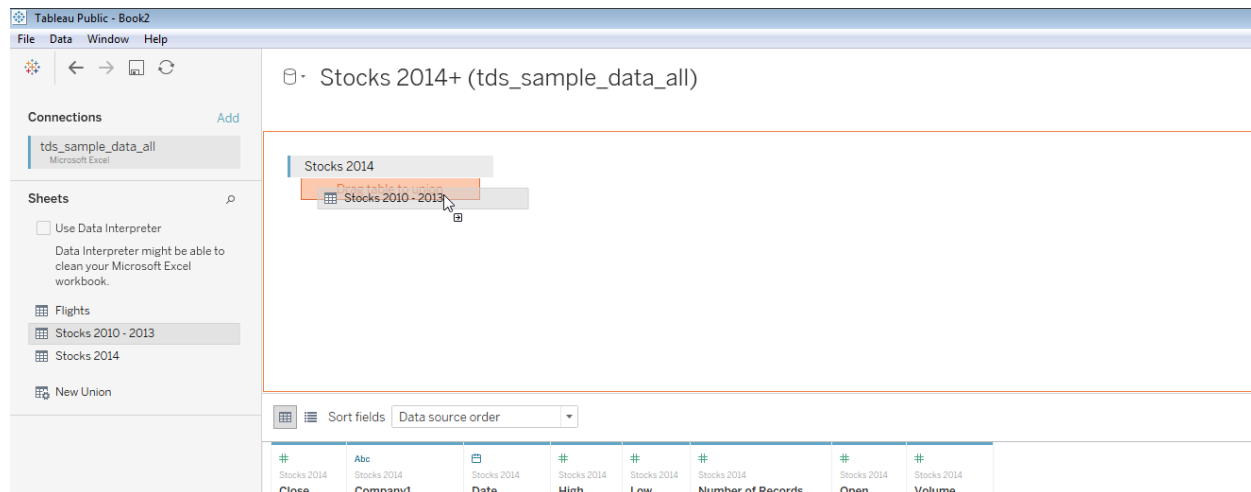 Tableau Public - Book2
File Data Window Help
Stocks 2014+ (tds_sample_data_all)
Connections Add
tds_sample_data_all
Microsoft Excel
Sheets
Use Data Interpreter
Data Interpreter might be able to
clean your Microsoft Excel
workbook.
Flights
Stocks 2010 - 2013
Stocks 2014
New Union
Stocks 2014
Drag table to union
Stocks 2010 - 2013
Sort fields Data source order
# Abc # # # # #
Stocks 2014 Stocks 2014 Stocks 2014 Stocks 2014 Stocks 2014 Stocks 2014 Stocks 2014 Stocks 2014
Close Company1 Date High Low Number of Records Open Volume